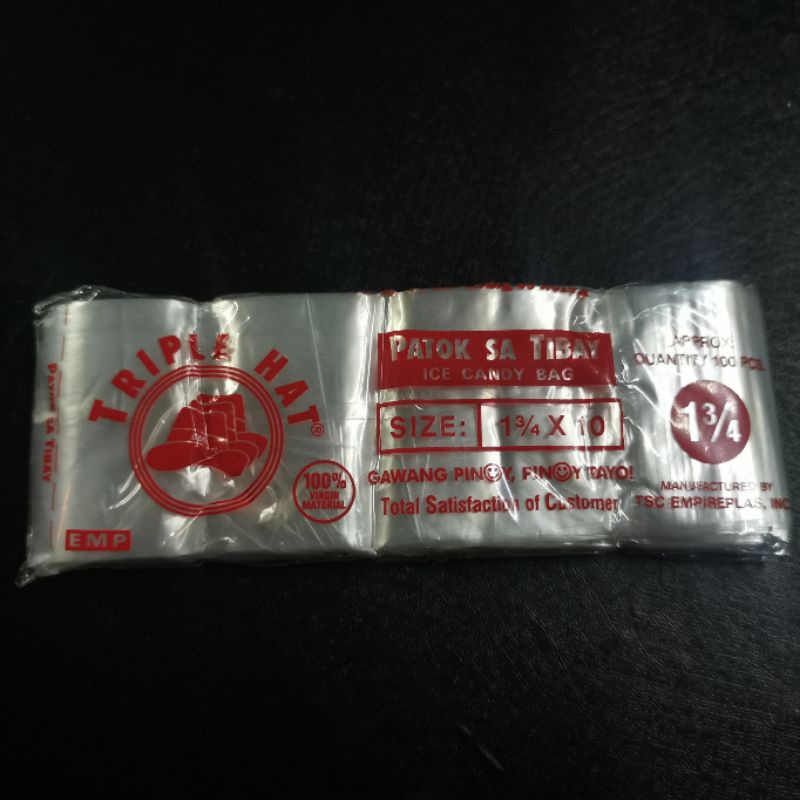 PATOK SA TIBAY
TRIPLE HAT®
EMP
100%
VIRGIN
MATERIAL
PATOK SA TIBAY
ICE CANDY BAG
SIZE: 1¾ X 10
GAWANG PINOY, PINOY TAYO!
Total Satisfaction of Customer
APPROX.
QUANTITY 100 PCS.
1¾
MANUFACTURED BY
TSC EMPIREPLAS, INC